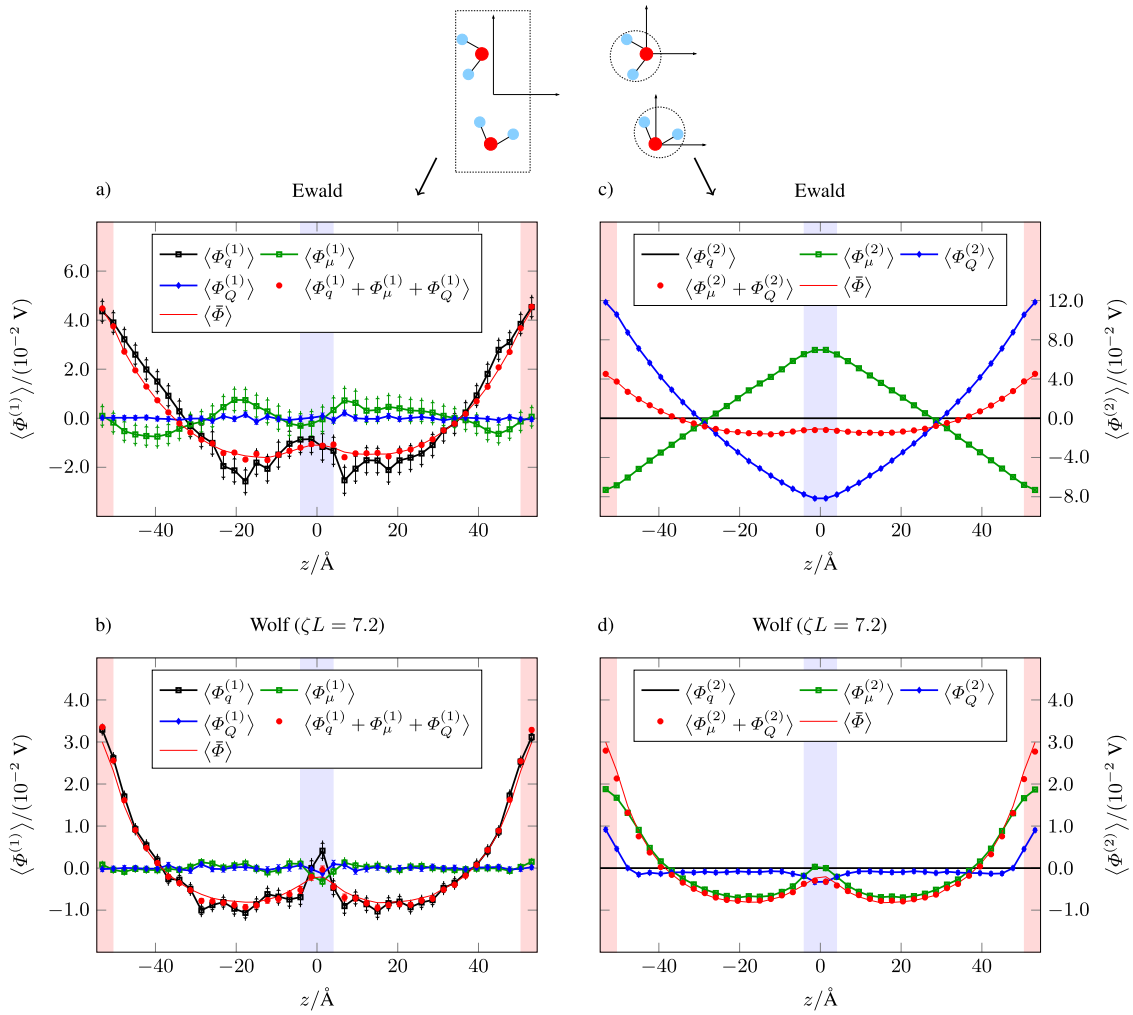 a)
Ewald
⟨Φ_q^(1)⟩ ⟨Φ_μ^(1)⟩
⟨Φ_Q^(1)⟩ ⟨Φ_q^(1) + Φ_μ^(1) + Φ_Q^(1)⟩
⟨Φ̄⟩
6.0
4.0
2.0
0.0
−2.0
⟨Φ^(1)⟩/(10^−2 V)
−40 −20 0 20 40
z/Å
c)
Ewald
⟨Φ_q^(2)⟩ ⟨Φ_μ^(2)⟩ ⟨Φ_Q^(2)⟩
⟨Φ_μ^(2) + Φ_Q^(2)⟩ ⟨Φ̄⟩
12.0
8.0
4.0
0.0
−4.0
−8.0
⟨Φ^(2)⟩/(10^−2 V)
−40 −20 0 20 40
z/Å
b)
Wolf (ζL = 7.2)
⟨Φ_q^(1)⟩ ⟨Φ_μ^(1)⟩
⟨Φ_Q^(1)⟩ ⟨Φ_q^(1) + Φ_μ^(1) + Φ_Q^(1)⟩
⟨Φ̄⟩
4.0
3.0
2.0
1.0
0.0
−1.0
⟨Φ^(1)⟩/(10^−2 V)
−40 −20 0 20 40
z/Å
d)
Wolf (ζL = 7.2)
⟨Φ_q^(2)⟩ ⟨Φ_μ^(2)⟩ ⟨Φ_Q^(2)⟩
⟨Φ_μ^(2) + Φ_Q^(2)⟩ ⟨Φ̄⟩
4.0
3.0
2.0
1.0
0.0
−1.0
⟨Φ^(2)⟩/(10^−2 V)
−40 −20 0 20 40
z/Å